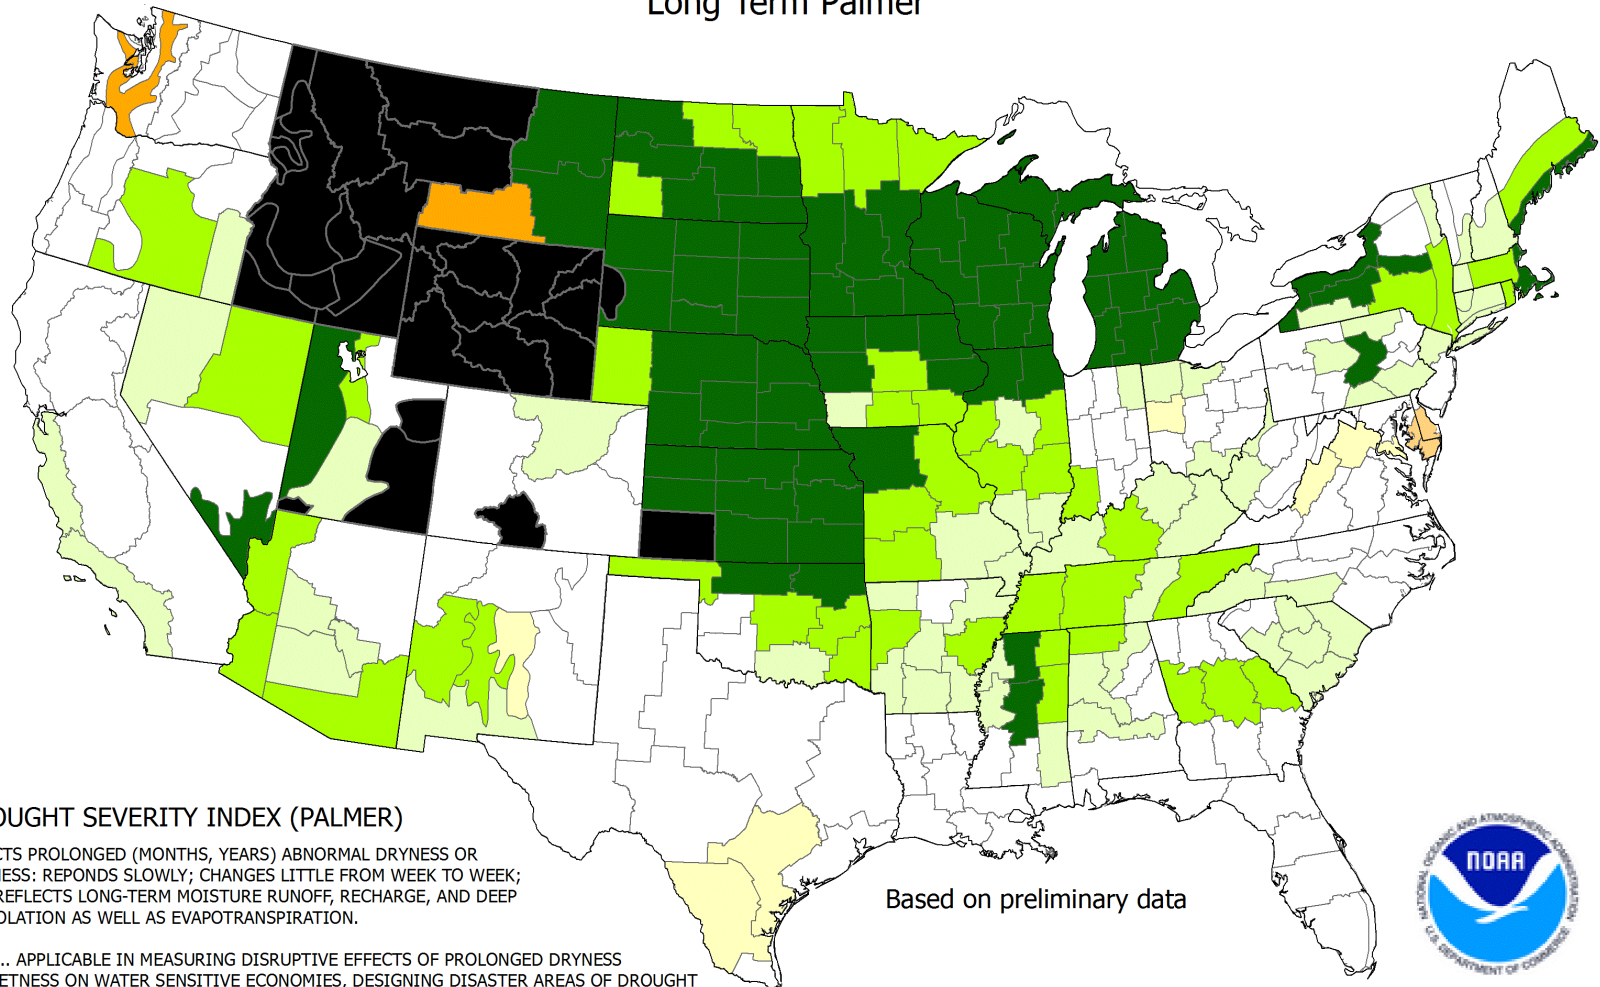 Long Term Palmer
OUGHT SEVERITY INDEX (PALMER)
CTS PROLONGED (MONTHS, YEARS) ABNORMAL DRYNESS OR
NESS: REPONDS SLOWLY; CHANGES LITTLE FROM WEEK TO WEEK;
REFLECTS LONG-TERM MOISTURE RUNOFF, RECHARGE, AND DEEP
OLATION AS WELL AS EVAPOTRANSPIRATION.
... APPLICABLE IN MEASURING DISRUPTIVE EFFECTS OF PROLONGED DRYNESS
ETNESS ON WATER SENSITIVE ECONOMIES, DESIGNING DISASTER AREAS OF DROUGHT
Based on preliminary data
NATIONAL OCEANIC AND ATMOSPHERIC ADMINISTRATION
NOAA
U.S. DEPARTMENT OF COMMERCE